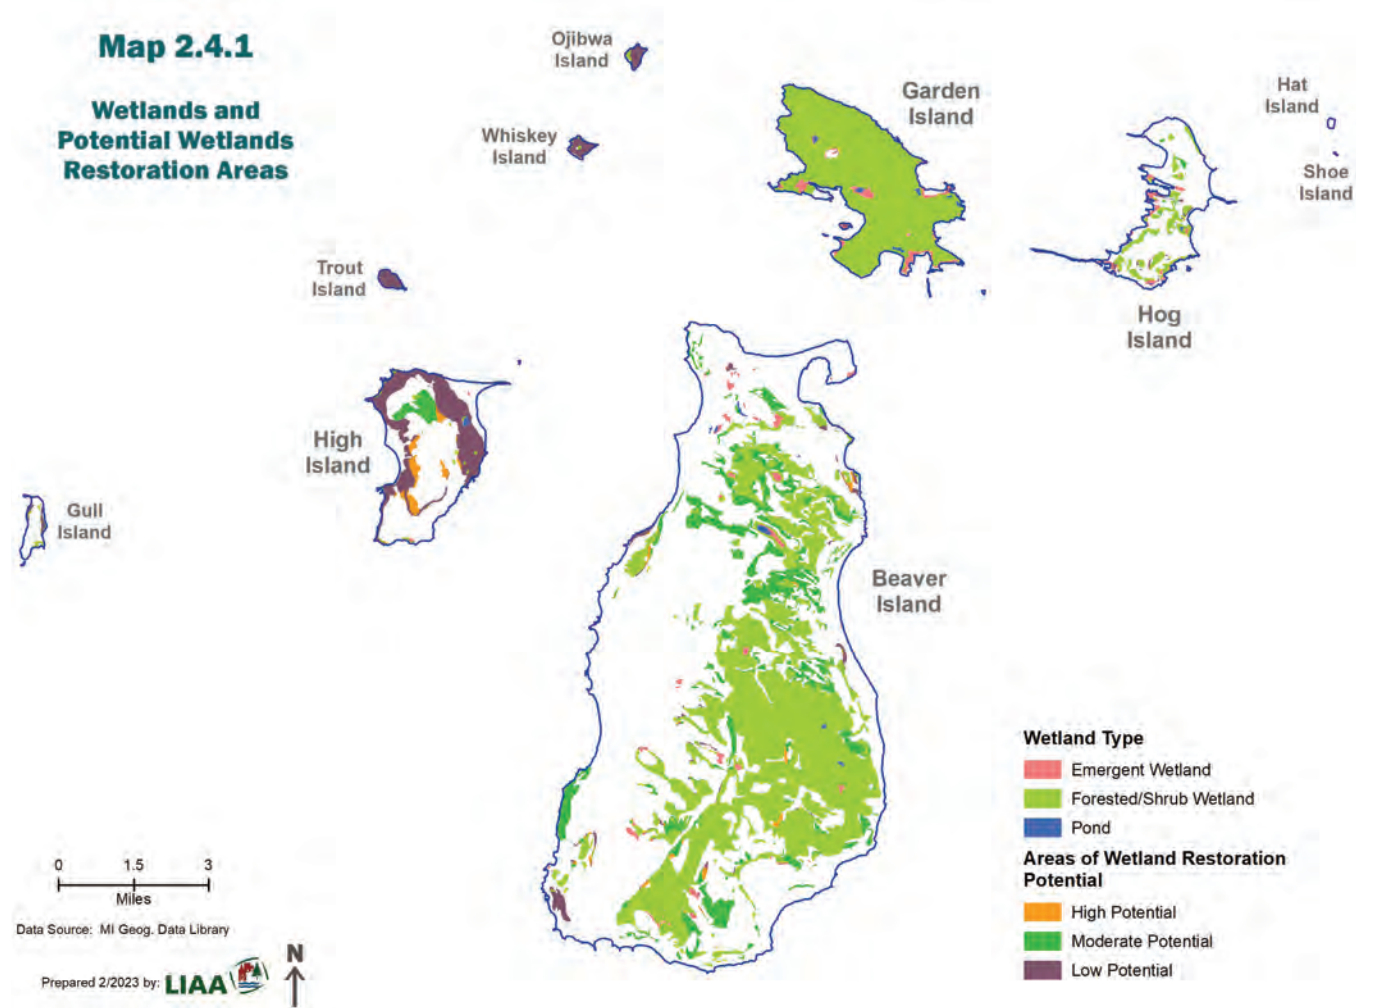 Map 2.4.1
Wetlands and
Potential Wetlands
Restoration Areas
Ojibwa
Island
Whiskey
Island
Garden
Island
Hat
Island
Shoe
Island
Trout
Island
Hog
Island
High
Island
Gull
Island
Beaver
Island
Wetland Type
Emergent Wetland
Forested/Shrub Wetland
Pond
Areas of Wetland Restoration
Potential
High Potential
Moderate Potential
Low Potential
0 1.5 3
Miles
Data Source: MI Geog. Data Library
Prepared 2/2023 by: LIAA
N